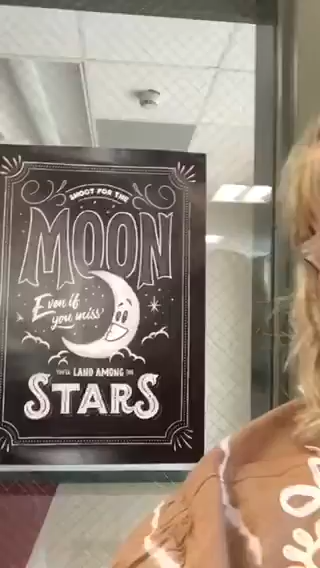 SHOOT FOR THE
MOON
Even if
you miss
YOU'LL LAND AMONG THE
STARS